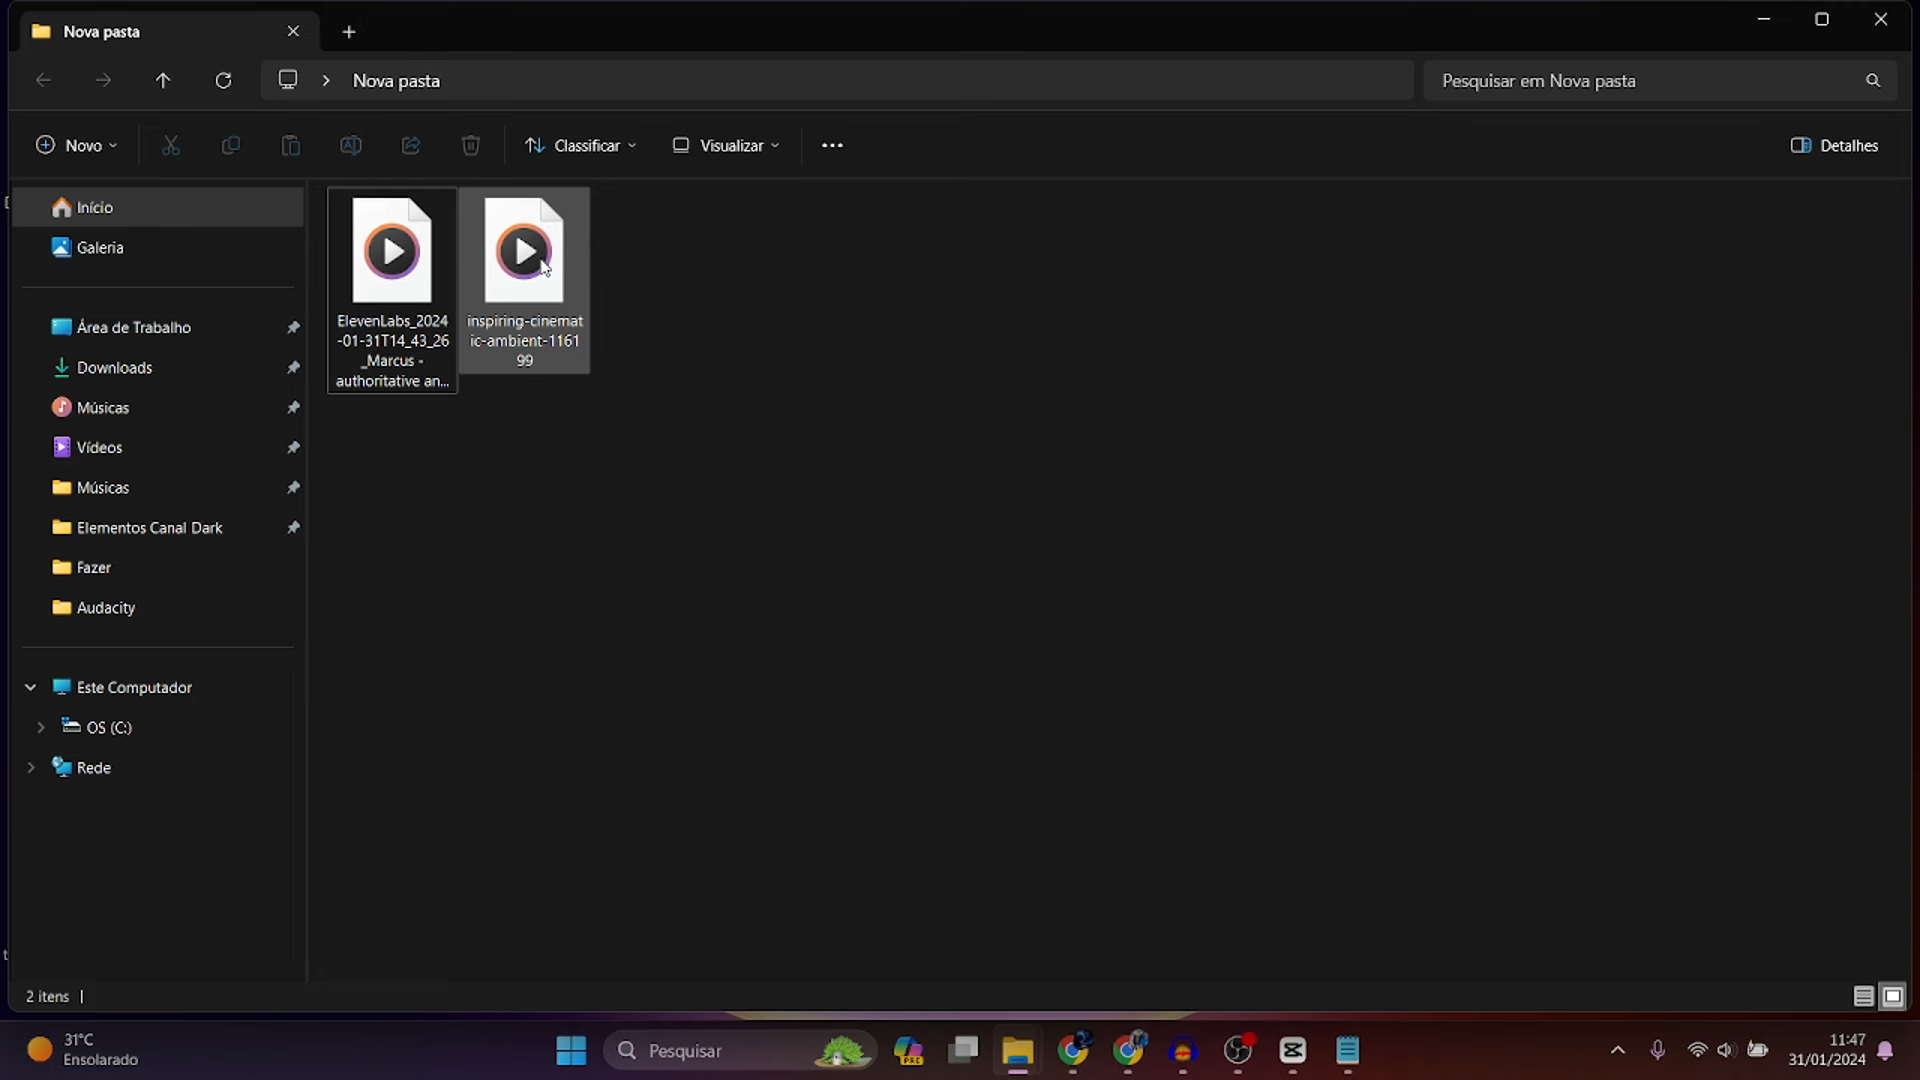 Nova pasta
Nova pasta
Pesquisar em Nova pasta
Novo
Classificar
Visualizar
Detalhes
Início
Galeria
Área de Trabalho
Downloads
Músicas
Vídeos
Músicas
Elementos Canal Dark
Fazer
Audacity
Este Computador
OS (C:)
Rede
ElevenLabs_2024
-01-31T14_43_26
_Marcus -
authoritative an...
inspiring-cinemat
ic-ambient-1161
99
2 itens
31°C
Ensolarado
Pesquisar
PRE
11:47
31/01/2024